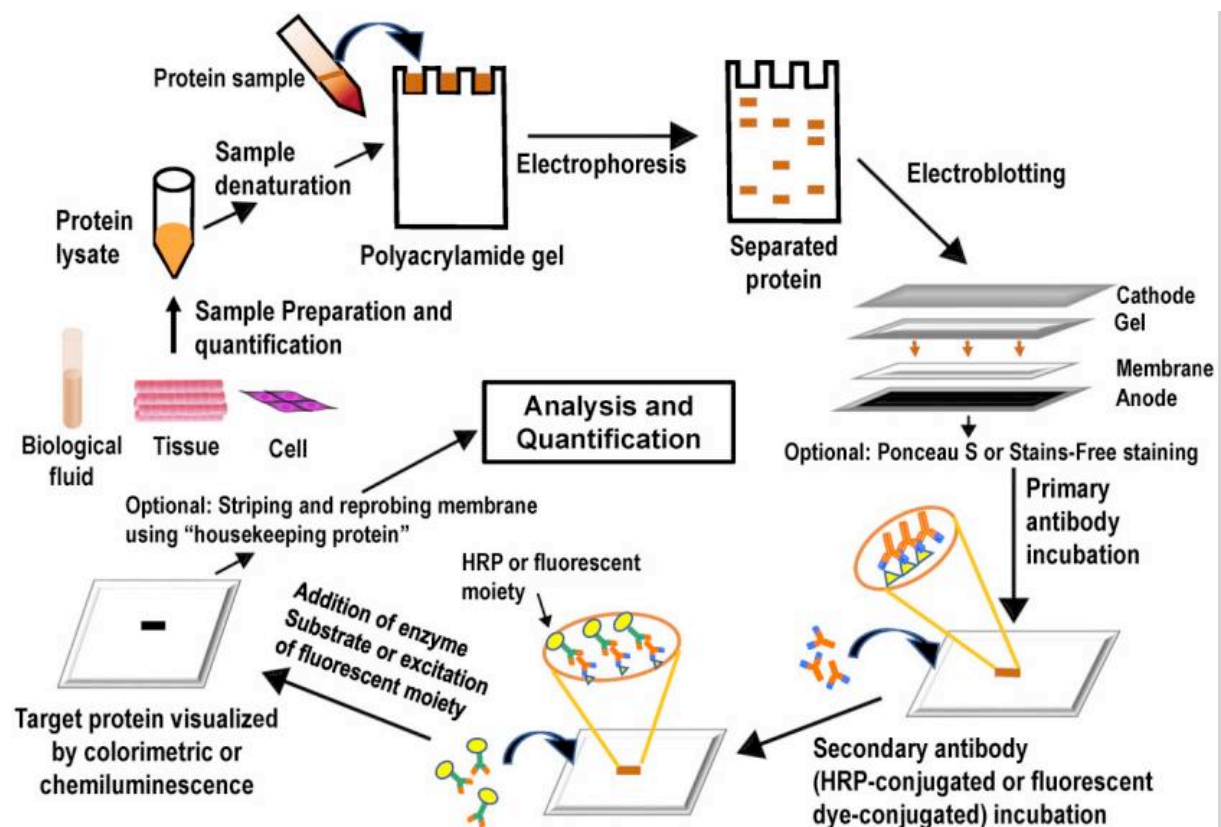 Protein sample
Sample
denaturation
Protein
lysate
Polyacrylamide gel
Electrophoresis
Separated
protein
Electroblotting
Cathode
Gel
Membrane
Anode
Optional: Ponceau S or Stains-Free staining
Primary
antibody
incubation
Sample Preparation and
quantification
Biological
fluid
Tissue
Cell
Analysis and
Quantification
Optional: Striping and reprobing membrane
using “housekeeping protein”
HRP or fluorescent
moiety
Addition of enzyme
Substrate or excitation
of fluorescent moiety
Target protein visualized
by colorimetric or
chemiluminescence
Secondary antibody
(HRP-conjugated or fluorescent
dye-conjugated) incubation